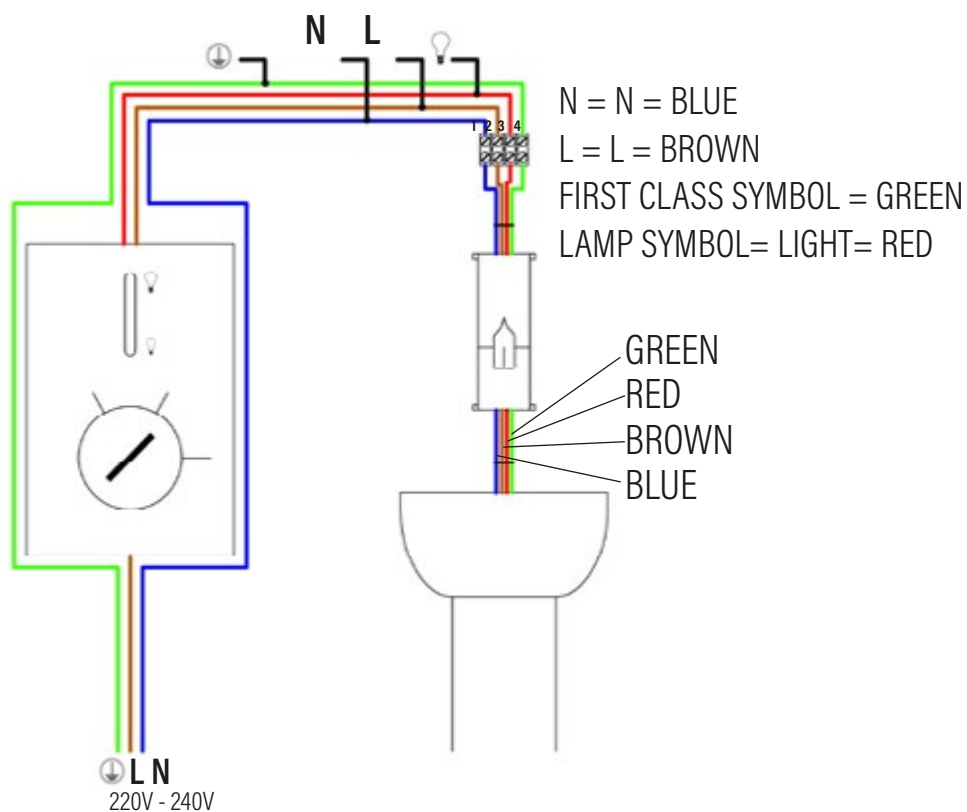 N L
1 2 3 4
N = N = BLUE
L = L = BROWN
FIRST CLASS SYMBOL = GREEN
LAMP SYMBOL= LIGHT= RED
GREEN
RED
BROWN
BLUE
L N
220V - 240V